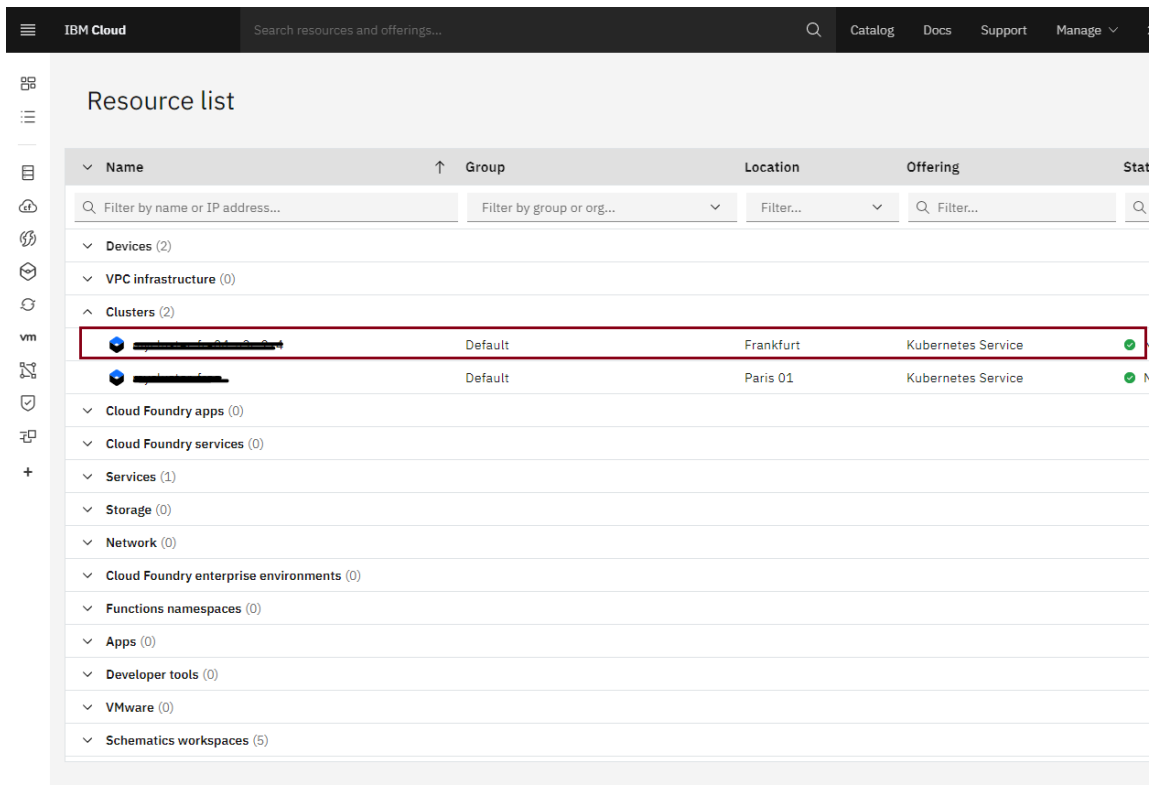 IBM Cloud Search resources and offerings... Catalog Docs Support Manage
Resource list
Name Group Location Offering Stat
Filter by name or IP address... Filter by group or org... Filter... Filter...
Devices (2)
VPC infrastructure (0)
Clusters (2)
Default Frankfurt Kubernetes Service
Default Paris 01 Kubernetes Service
Cloud Foundry apps (0)
Cloud Foundry services (0)
Services (1)
Storage (0)
Network (0)
Cloud Foundry enterprise environments (0)
Functions namespaces (0)
Apps (0)
Developer tools (0)
VMware (0)
Schematics workspaces (5)
vm